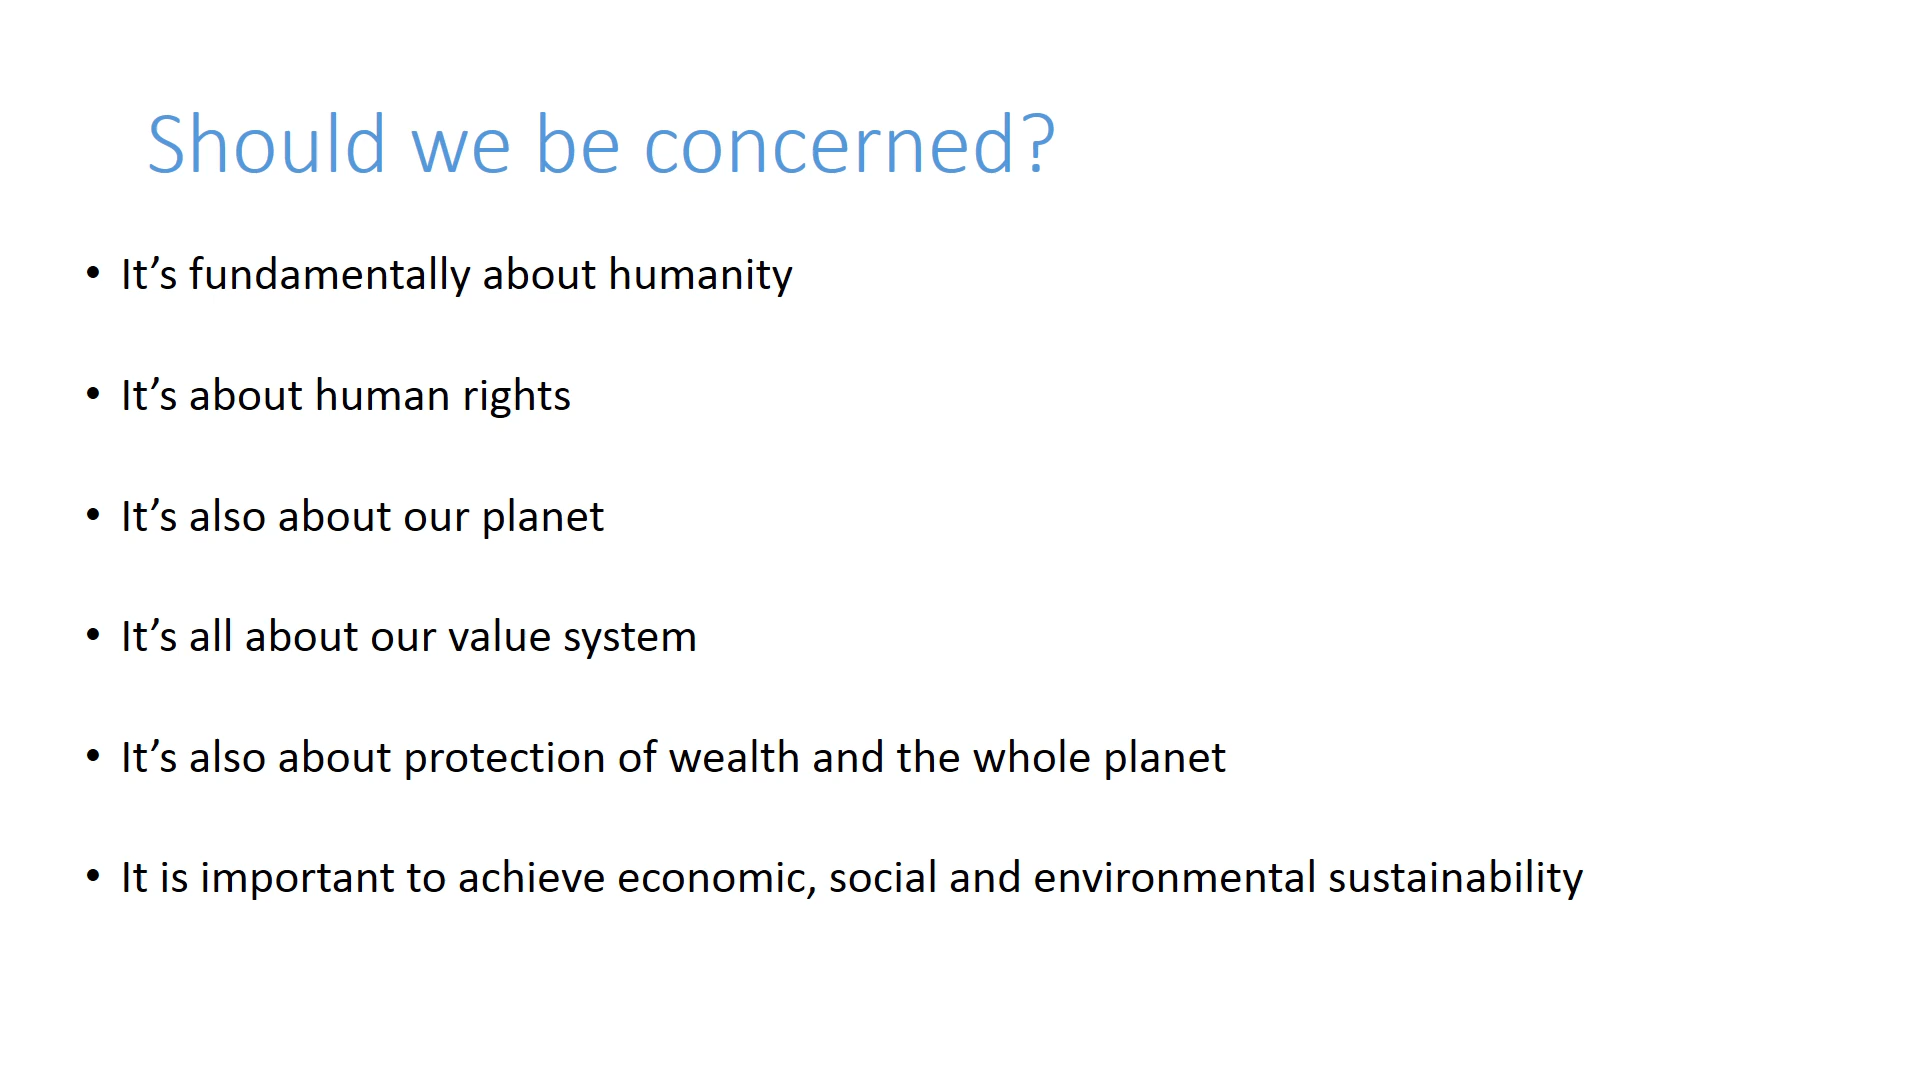 Should we be concerned?
• It’s fundamentally about humanity
• It’s about human rights
• It’s also about our planet
• It’s all about our value system
• It’s also about protection of wealth and the whole planet
• It is important to achieve economic, social and environmental sustainability